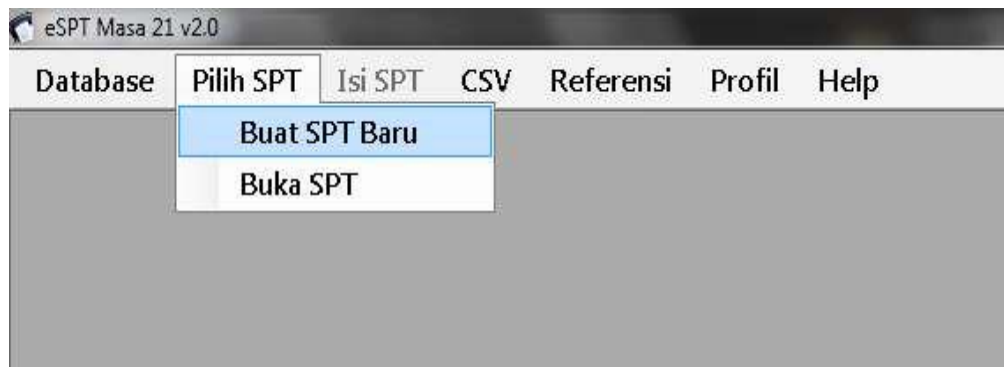 eSPT Masa 21 v2.0
Database Pilih SPT Isi SPT CSV Referensi Profil Help
Buat SPT Baru
Buka SPT